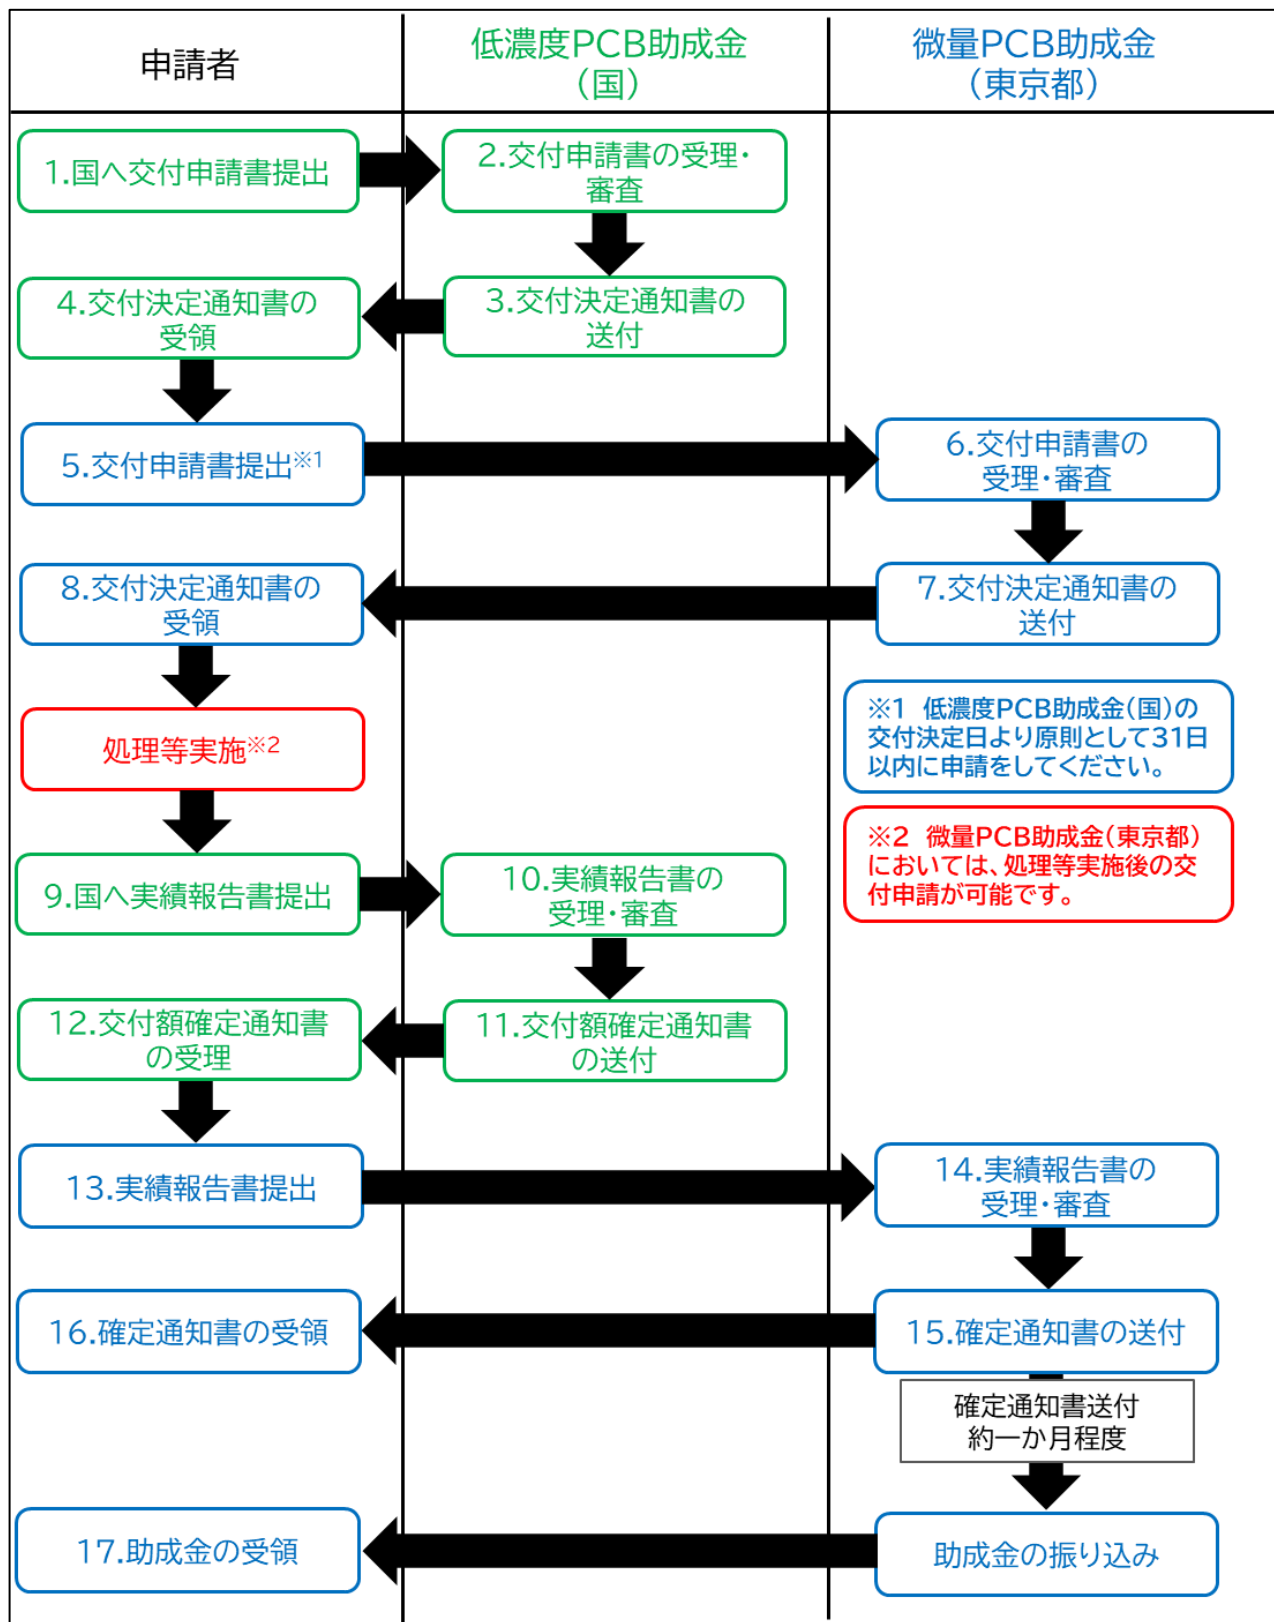 申請者
低濃度PCB助成金
（国）
微量PCB助成金
（東京都）
1.国へ交付申請書提出
2.交付申請書の受理・
審査
3.交付決定通知書の
送付
4.交付決定通知書の
受領
5.交付申請書提出※1
6.交付申請書の
受理・審査
7.交付決定通知書の
送付
8.交付決定通知書の
受領
処理等実施※2
※1 低濃度PCB助成金（国）の
交付決定日より原則として31日
以内に申請をしてください。
※2 微量PCB助成金（東京都）
においては、処理等実施後の交
付申請が可能です。
9.国へ実績報告書提出
10.実績報告書の
受理・審査
11.交付額確定通知書
の送付
12.交付額確定通知書
の受理
13.実績報告書提出
14.実績報告書の
受理・審査
15.確定通知書の送付
16.確定通知書の受領
確定通知書送付
約一か月程度
助成金の振り込み
17.助成金の受領